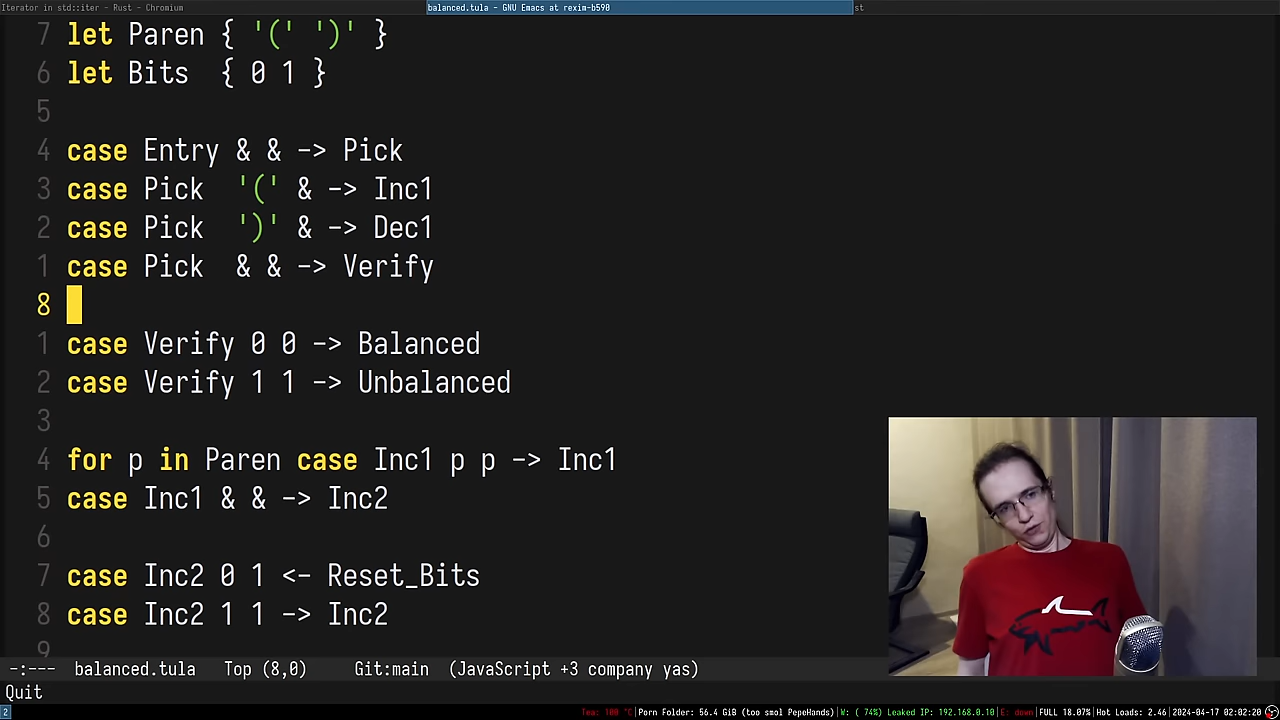 Iterator in std::iter - Rust - Chromium balanced.tula - GNU Emacs at rexim-b590 st
7 let Paren { '(' ')' }
6 let Bits { 0 1 }
5
4 case Entry & & -> Pick
3 case Pick '(' & -> Inc1
2 case Pick ')' & -> Dec1
1 case Pick & & -> Verify
8
1 case Verify 0 0 -> Balanced
2 case Verify 1 1 -> Unbalanced
3
4 for p in Paren case Inc1 p p -> Inc1
5 case Inc1 & & -> Inc2
6
7 case Inc2 0 1 <- Reset_Bits
8 case Inc2 1 1 -> Inc2
9
-:--- balanced.tula Top (8,0) Git:main (JavaScript +3 company yas)
Quit
2 Tea: 100 °C|Porn Folder: 56.4 GiB (too smol PepeHands)|W: ( 74%) Leaked IP: 192.168.0.10|E: down|FULL 18.07%|Hot Loads: 2.46|2024-04-17 02:02:20